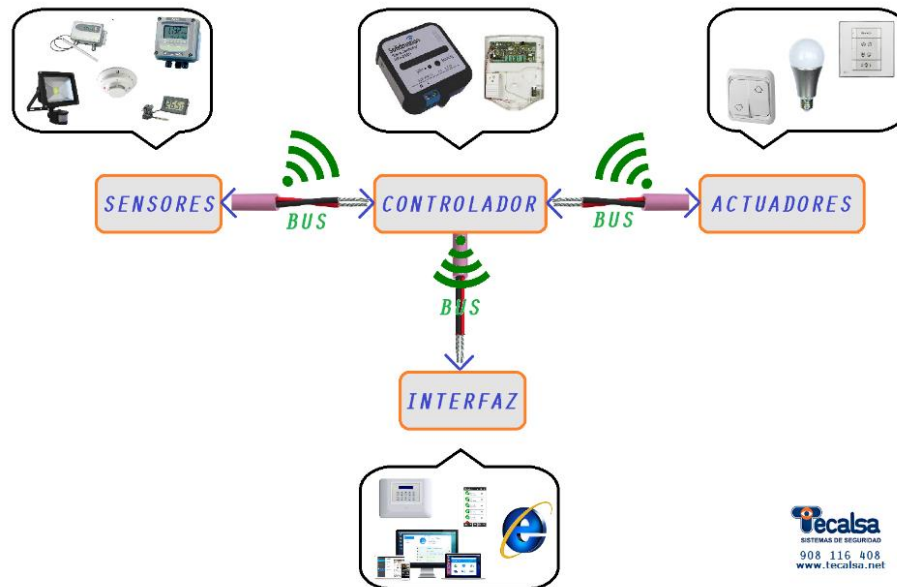 SENSORES
BUS
CONTROLADOR
BUS
ACTUADORES
BUS
INTERFAZ
Tecalsa
SISTEMAS DE SEGURIDAD
908 116 408
www.tecalsa.net